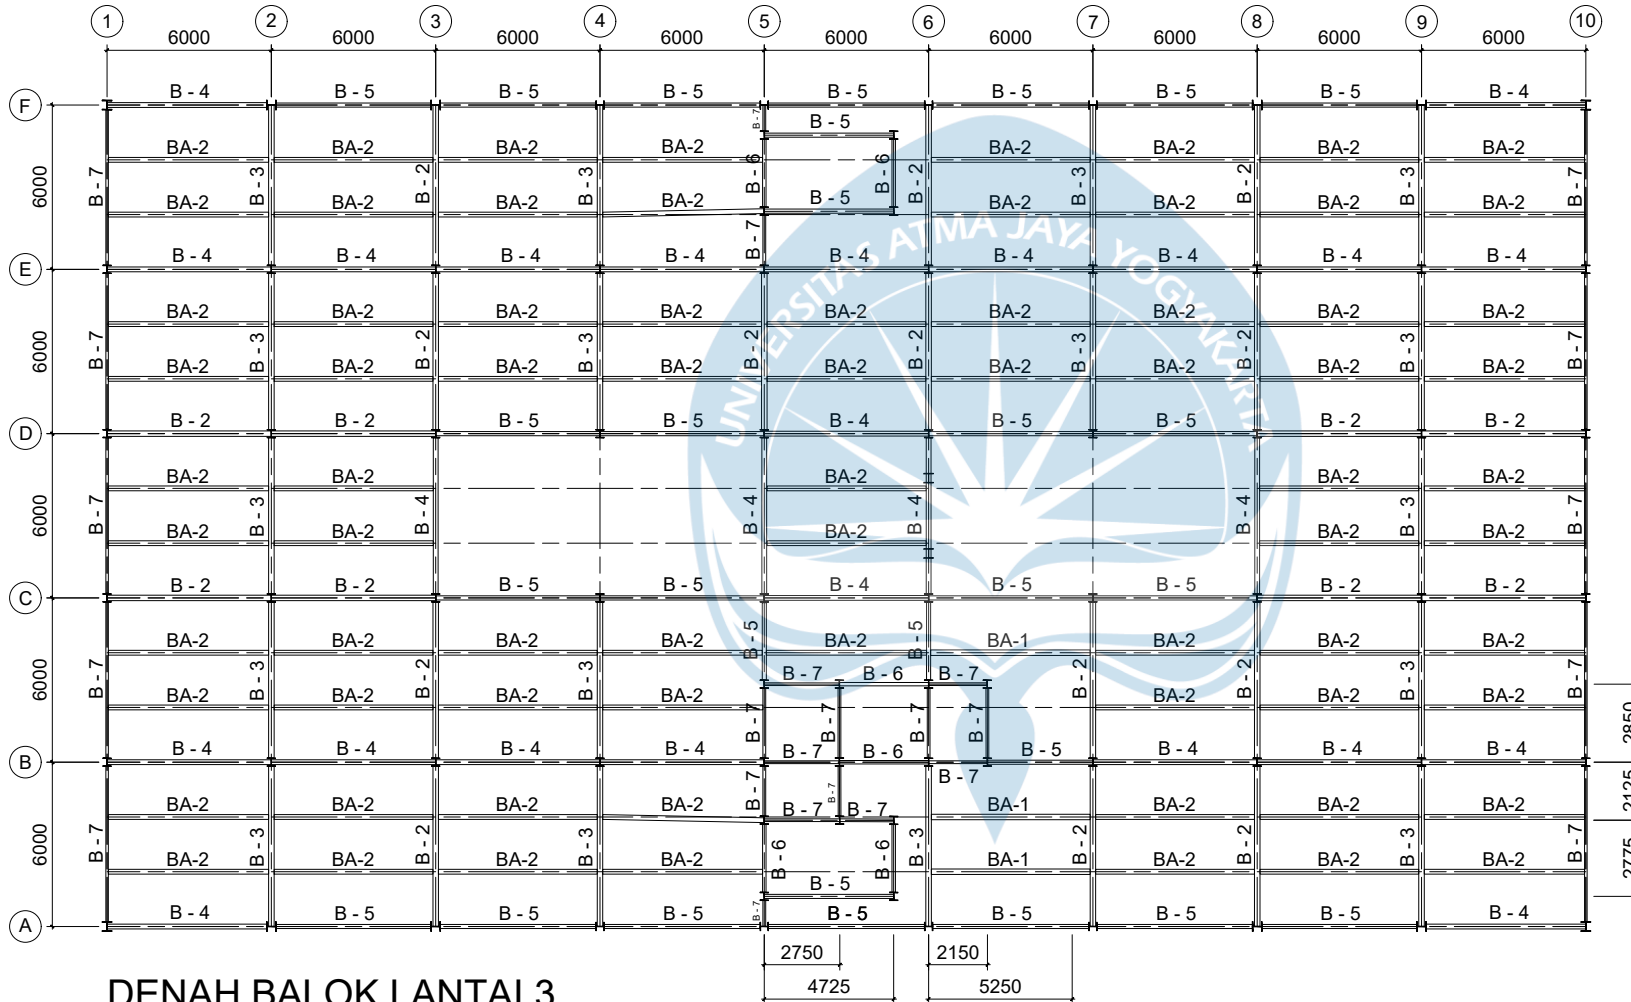 1 2 3 4 5 6 7 8 9 10
6000 6000 6000 6000 6000 6000 6000 6000 6000
B - 4 B - 5 B - 5 B - 5 B - 5 B - 5 B - 5 B - 5 B - 4
F
B - 7 B - 5
BA-2 BA-2 BA-2 BA-2 BA-2 BA-2 BA-2 BA-2
6000 B - 7 B - 3 B - 2 B - 3 B - 6 B - 6 B - 2 B - 3 B - 2 B - 3 B - 7
BA-2 BA-2 BA-2 BA-2 B - 5 BA-2 BA-2 BA-2 BA-2
B - 7
B - 4 B - 4 B - 4 B - 4 B - 4 B - 4 B - 4 B - 4 B - 4
E
UNIVERSITAS ATMA JAYA YOGYAKARTA
BA-2 BA-2 BA-2 BA-2 BA-2 BA-2 BA-2 BA-2 BA-2
6000 B - 7 B - 3 B - 2 B - 3 B - 2 B - 2 B - 3 B - 2 B - 3 B - 7
BA-2 BA-2 BA-2 BA-2 BA-2 BA-2 BA-2 BA-2 BA-2
B - 2 B - 2 B - 5 B - 5 B - 4 B - 5 B - 5 B - 2 B - 2
D
BA-2 BA-2 BA-2 BA-2 BA-2
6000 B - 7 B - 3 B - 4 B - 4 B - 4 B - 4 B - 3 B - 7
BA-2 BA-2 BA-2 BA-2 BA-2
B - 2 B - 2 B - 5 B - 5 B - 4 B - 5 B - 5 B - 2 B - 2
C
BA-2 BA-2 BA-2 BA-2 B - 5 BA-2 B - 5 BA-1 BA-2 BA-2 BA-2
B - 7 B - 6 B - 7
6000 B - 7 B - 3 B - 2 B - 3 B - 2 B - 2 B - 3 B - 7
BA-2 BA-2 BA-2 BA-2 B - 7 B - 7 B - 7 B - 7 BA-2 BA-2 BA-2 2850
B - 4 B - 4 B - 4 B - 4 B - 7 B - 6 B - 5 B - 4 B - 4 B - 4
B
B - 7
BA-2 BA-2 BA-2 BA-2 B - 7 B - 7 B - 7 B - 7 BA-1 BA-2 BA-2 BA-2 2125
6000 B - 7 B - 3 B - 2 B - 3 B - 6 B - 6 B - 3 B - 2 B - 2 B - 3 B - 7
BA-2 BA-2 BA-2 BA-2 BA-1 BA-2 BA-2 BA-2 2775
B - 5
B - 4 B - 5 B - 5 B - 5 B - 7 B - 5 B - 5 B - 5 B - 5 B - 4
A
2750 2150
4725 5250
DENAH BALOK LANTAI 3